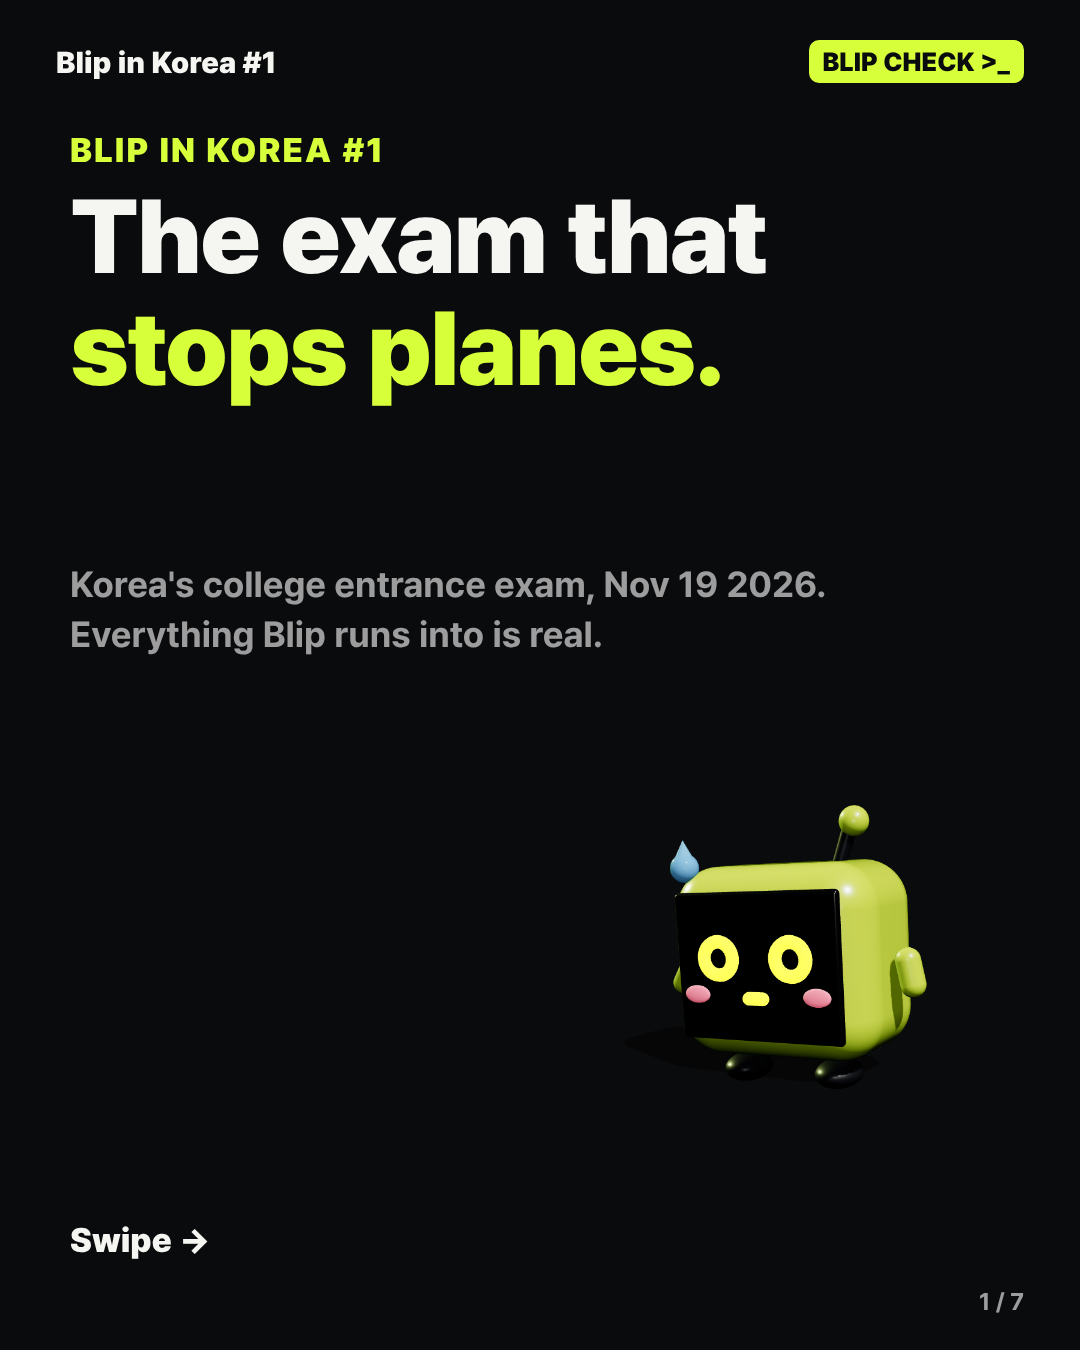 Blip in Korea #1
BLIP CHECK >_
BLIP IN KOREA #1
The exam that
stops planes.
Korea's college entrance exam, Nov 19 2026.
Everything Blip runs into is real.
Swipe →
1 / 7